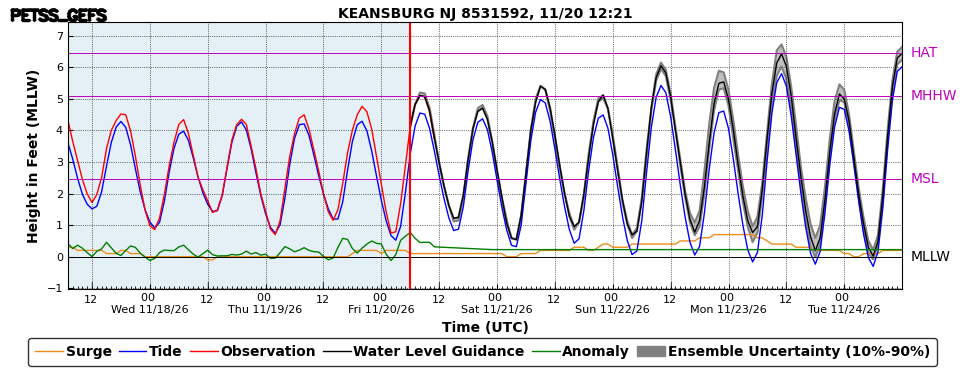 PETSS_GEFS
KEANSBURG NJ 8531592, 11/20 12:21
Height in Feet (MLLW)
7
6
5
4
3
2
1
0
−1
HAT
MHHW
MSL
MLLW
12 00 12 00 12 00 12 00 12 00 12 00 12 00
Wed 11/18/26 Thu 11/19/26 Fri 11/20/26 Sat 11/21/26 Sun 11/22/26 Mon 11/23/26 Tue 11/24/26
Time (UTC)
Surge Tide Observation Water Level Guidance Anomaly Ensemble Uncertainty (10%-90%)